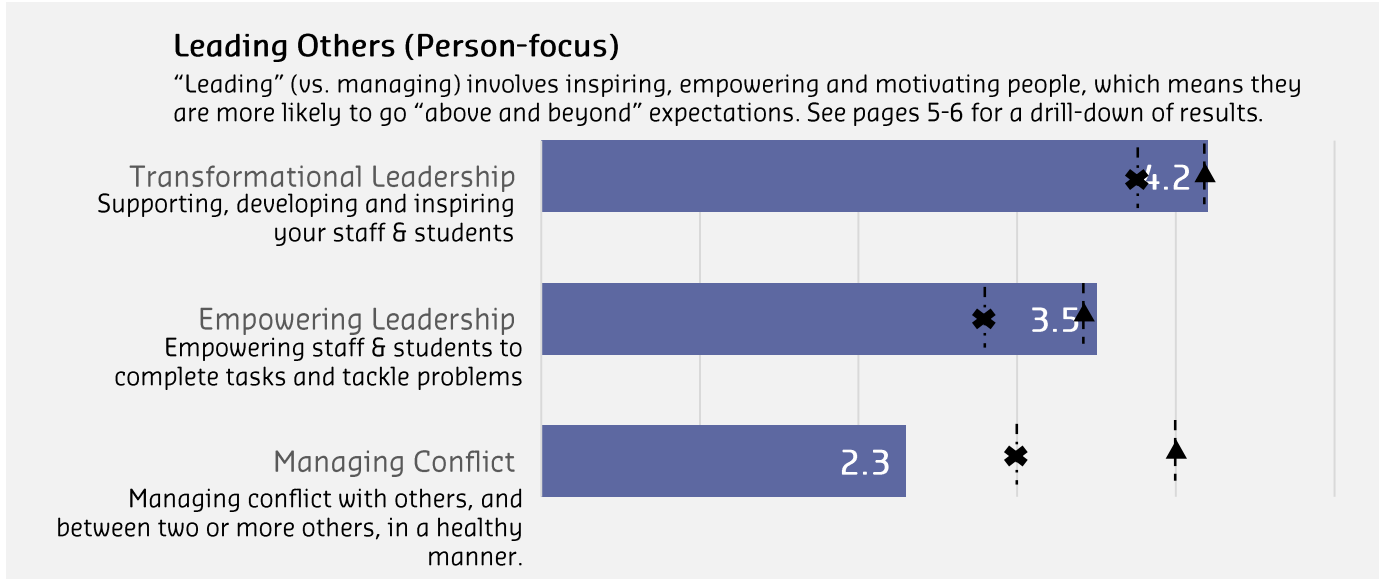 Leading Others (Person-focus)
“Leading” (vs. managing) involves inspiring, empowering and motivating people, which means they
are more likely to go “above and beyond” expectations. See pages 5-6 for a drill-down of results.
Transformational Leadership
Supporting, developing and inspiring
your staff & students
4.2
Empowering Leadership
Empowering staff & students to
complete tasks and tackle problems
3.5
Managing Conflict
Managing conflict with others, and
between two or more others, in a healthy
manner.
2.3